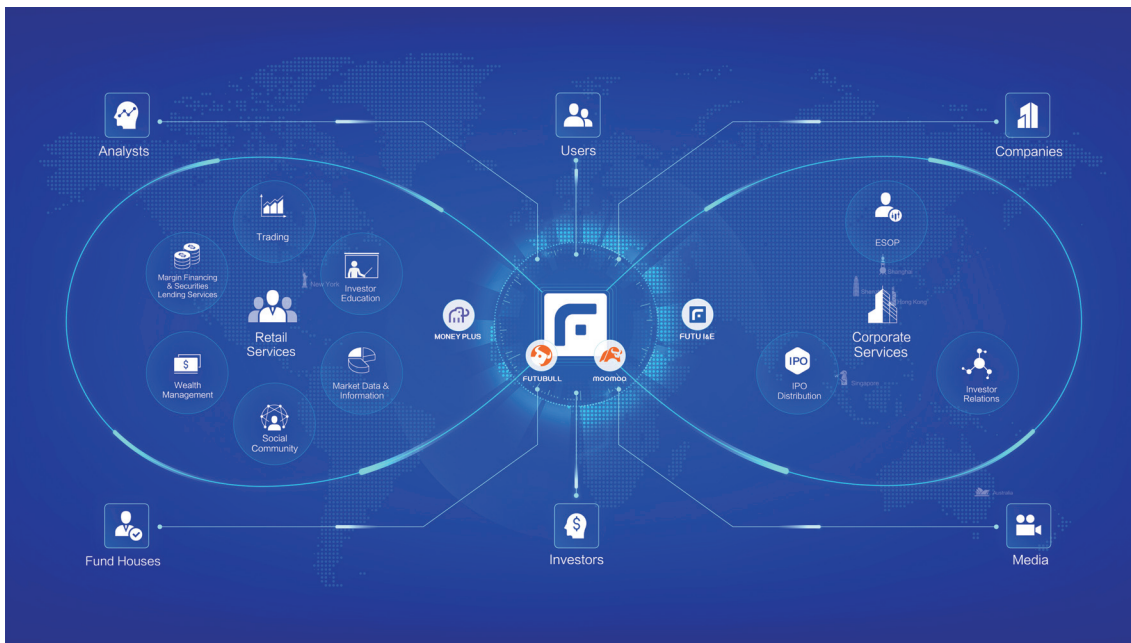 Analysts
Users
Companies
Trading
ESOP
Margin Financing
& Securities
Lending Services
Investor
Education
New York
Shanghai
Hong Kong
MONEY PLUS
FUTU I&E
Retail
Services
Corporate
Services
FUTUBULL
moomoo
$
Wealth
Management
Market Data &
Information
IPO
IPO
Distribution
Singapore
Investor
Relations
Social
Community
Australia
$
Fund Houses
Investors
Media